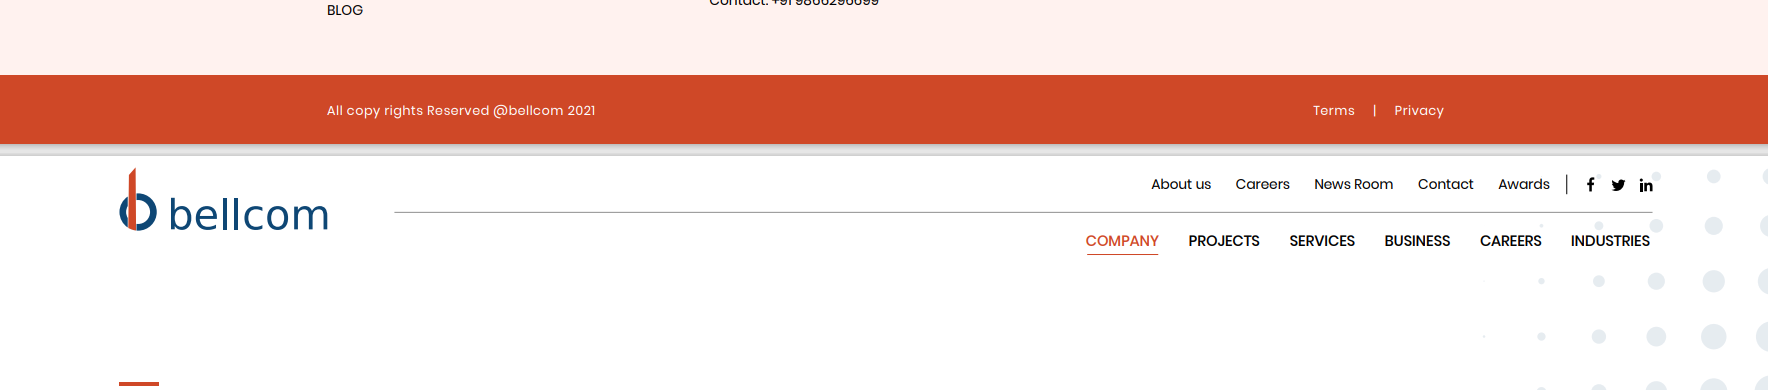 BLOG
Contact: +91 9866296699
All copy rights Reserved @bellcom 2021
Terms | Privacy
bellcom
About us Careers News Room Contact Awards
COMPANY PROJECTS SERVICES BUSINESS CAREERS INDUSTRIES